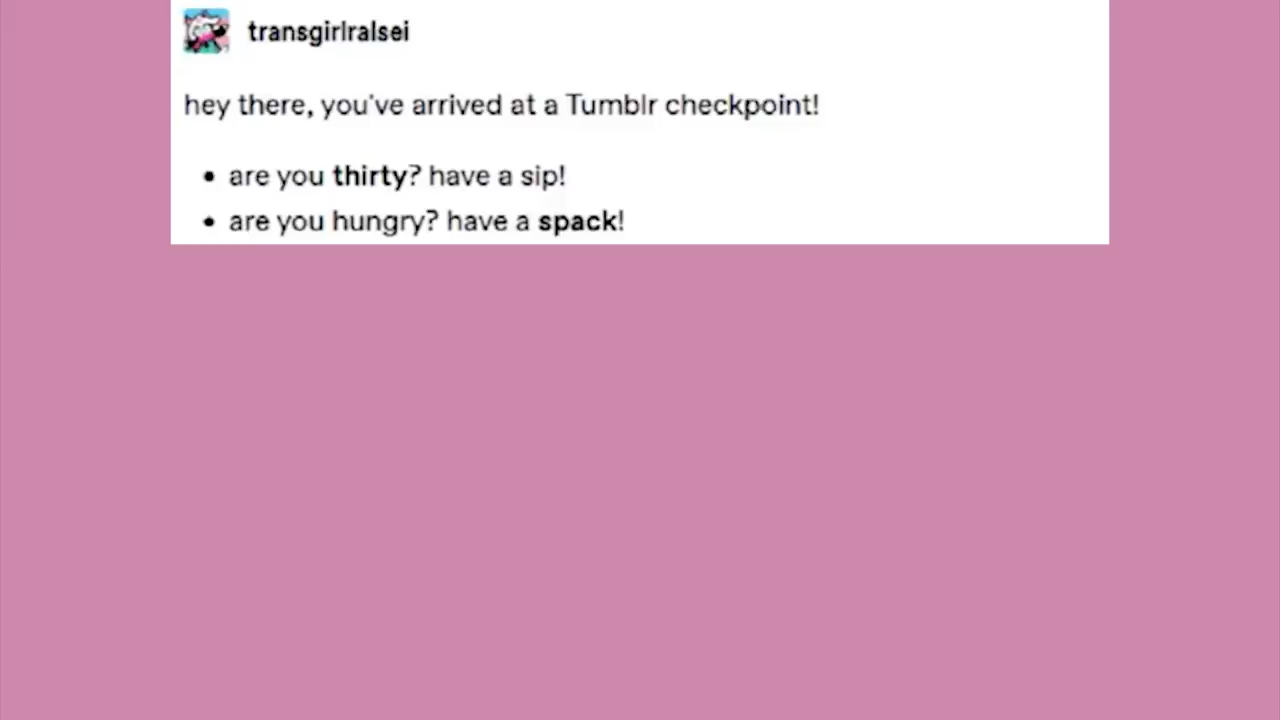 transgirlralsei
hey there, you've arrived at a Tumblr checkpoint!
• are you thirty? have a sip!
• are you hungry? have a spack!